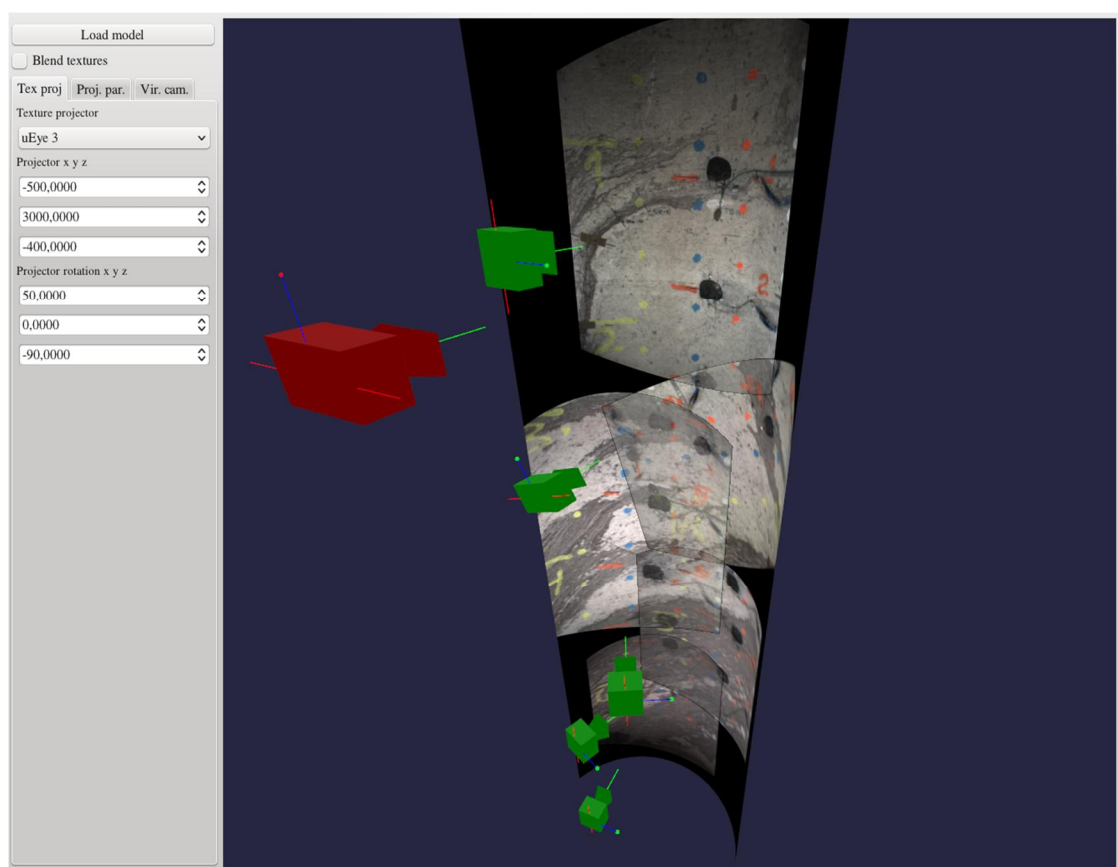 Load model
Blend textures
Tex proj Proj. par. Vir. cam.
Texture projector
uEye 3
Projector x y z
-500,0000
3000,0000
-400,0000
Projector rotation x y z
50,0000
0,0000
-90,0000